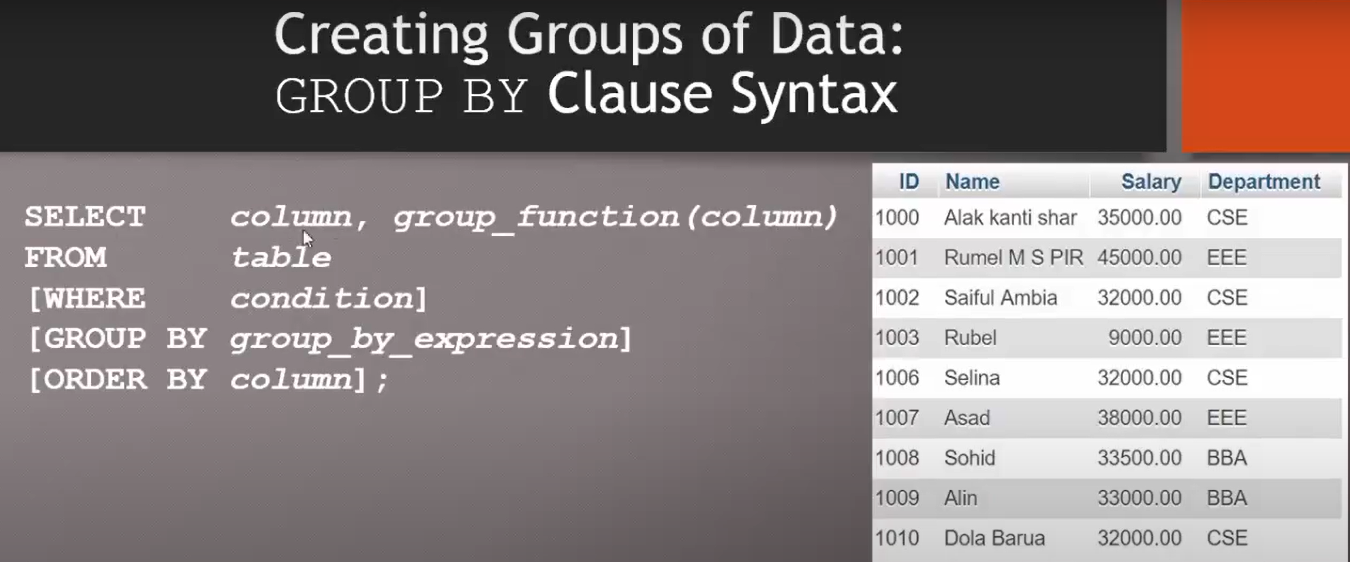 Creating Groups of Data:
GROUP BY Clause Syntax
SELECT column, group_function(column)
FROM table
[WHERE condition]
[GROUP BY group_by_expression]
[ORDER BY column];
ID Name Salary Department
1000 Alak kanti shar 35000.00 CSE
1001 Rumel M S PIR 45000.00 EEE
1002 Saiful Ambia 32000.00 CSE
1003 Rubel 9000.00 EEE
1006 Selina 32000.00 CSE
1007 Asad 38000.00 EEE
1008 Sohid 33500.00 BBA
1009 Alin 33000.00 BBA
1010 Dola Barua 32000.00 CSE